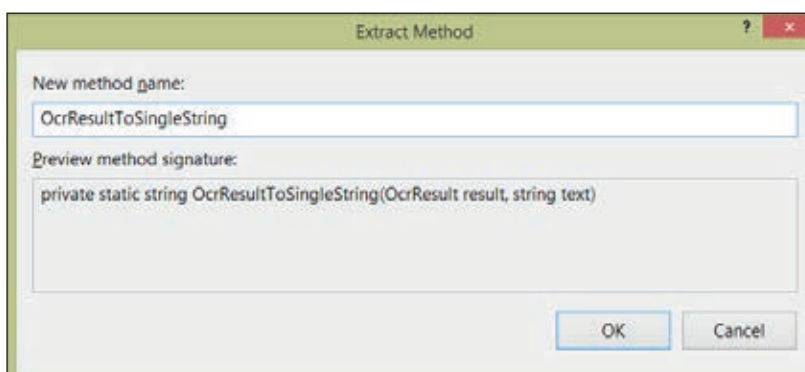 Extract Method
?
x
New method name:
OcrResultToSingleString
Preview method signature:
private static string OcrResultToSingleString(OcrResult result, string text)
OK
Cancel